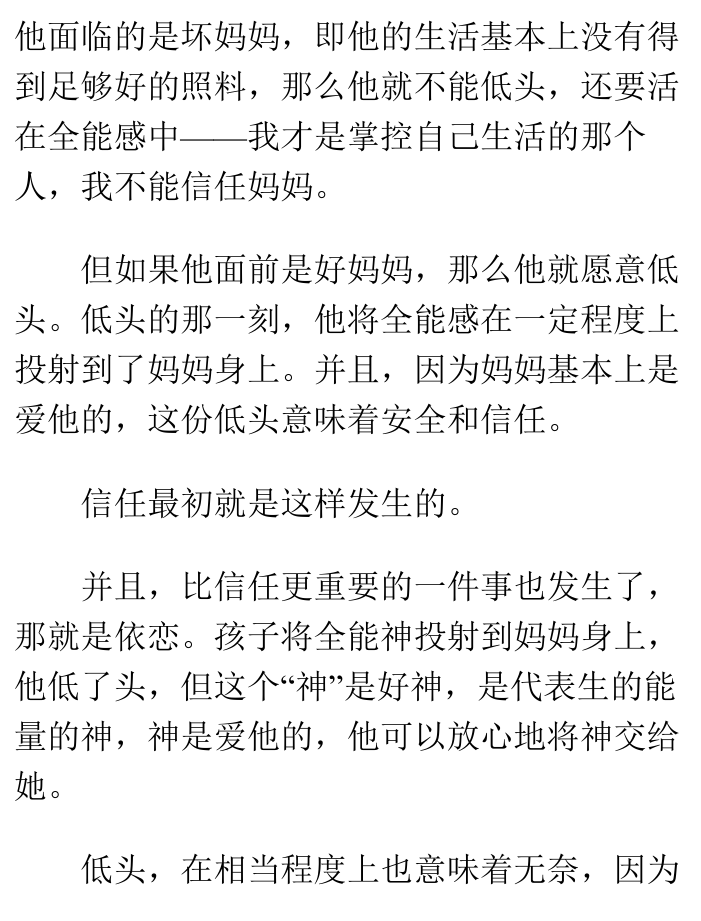 他面临的是坏妈妈，即他的生活基本上没有得
到足够好的照料，那么他就不能低头，还要活
在全能感中——我才是掌控自己生活的那个
人，我不能信任妈妈。
但如果他面前是好妈妈，那么他就愿意低
头。低头的那一刻，他将全能感在一定程度上
投射到了妈妈身上。并且，因为妈妈基本上是
爱他的，这份低头意味着安全和信任。
信任最初就是这样发生的。
并且，比信任更重要的一件事也发生了，
那就是依恋。孩子将全能神投射到妈妈身上，
他低了头，但这个“神”是好神，是代表生的能
量的神，神是爱他的，他可以放心地将神交给
她。
低头，在相当程度上也意味着无奈，因为